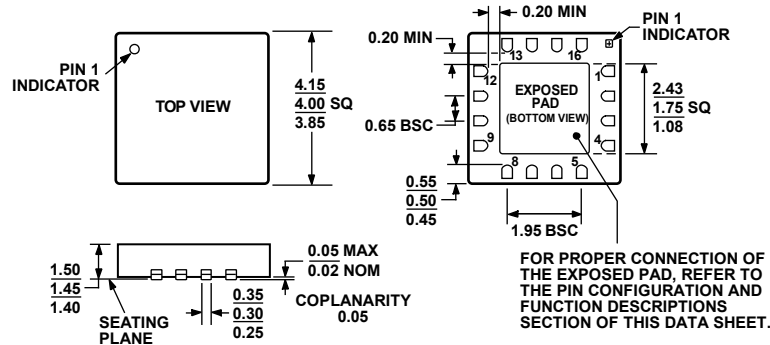 PIN 1
INDICATOR
TOP VIEW
4.15
4.00 SQ
3.85
0.20 MIN
0.20 MIN
PIN 1
INDICATOR
13
16
12
1
EXPOSED
PAD
(BOTTOM VIEW)
2.43
1.75 SQ
1.08
0.65 BSC
9
4
8
5
0.55
0.50
0.45
1.95 BSC
1.50
1.45
1.40
SEATING
PLANE
0.05 MAX
0.02 NOM
COPLANARITY
0.05
0.35
0.30
0.25
FOR PROPER CONNECTION OF
THE EXPOSED PAD, REFER TO
THE PIN CONFIGURATION AND
FUNCTION DESCRIPTIONS
SECTION OF THIS DATA SHEET.